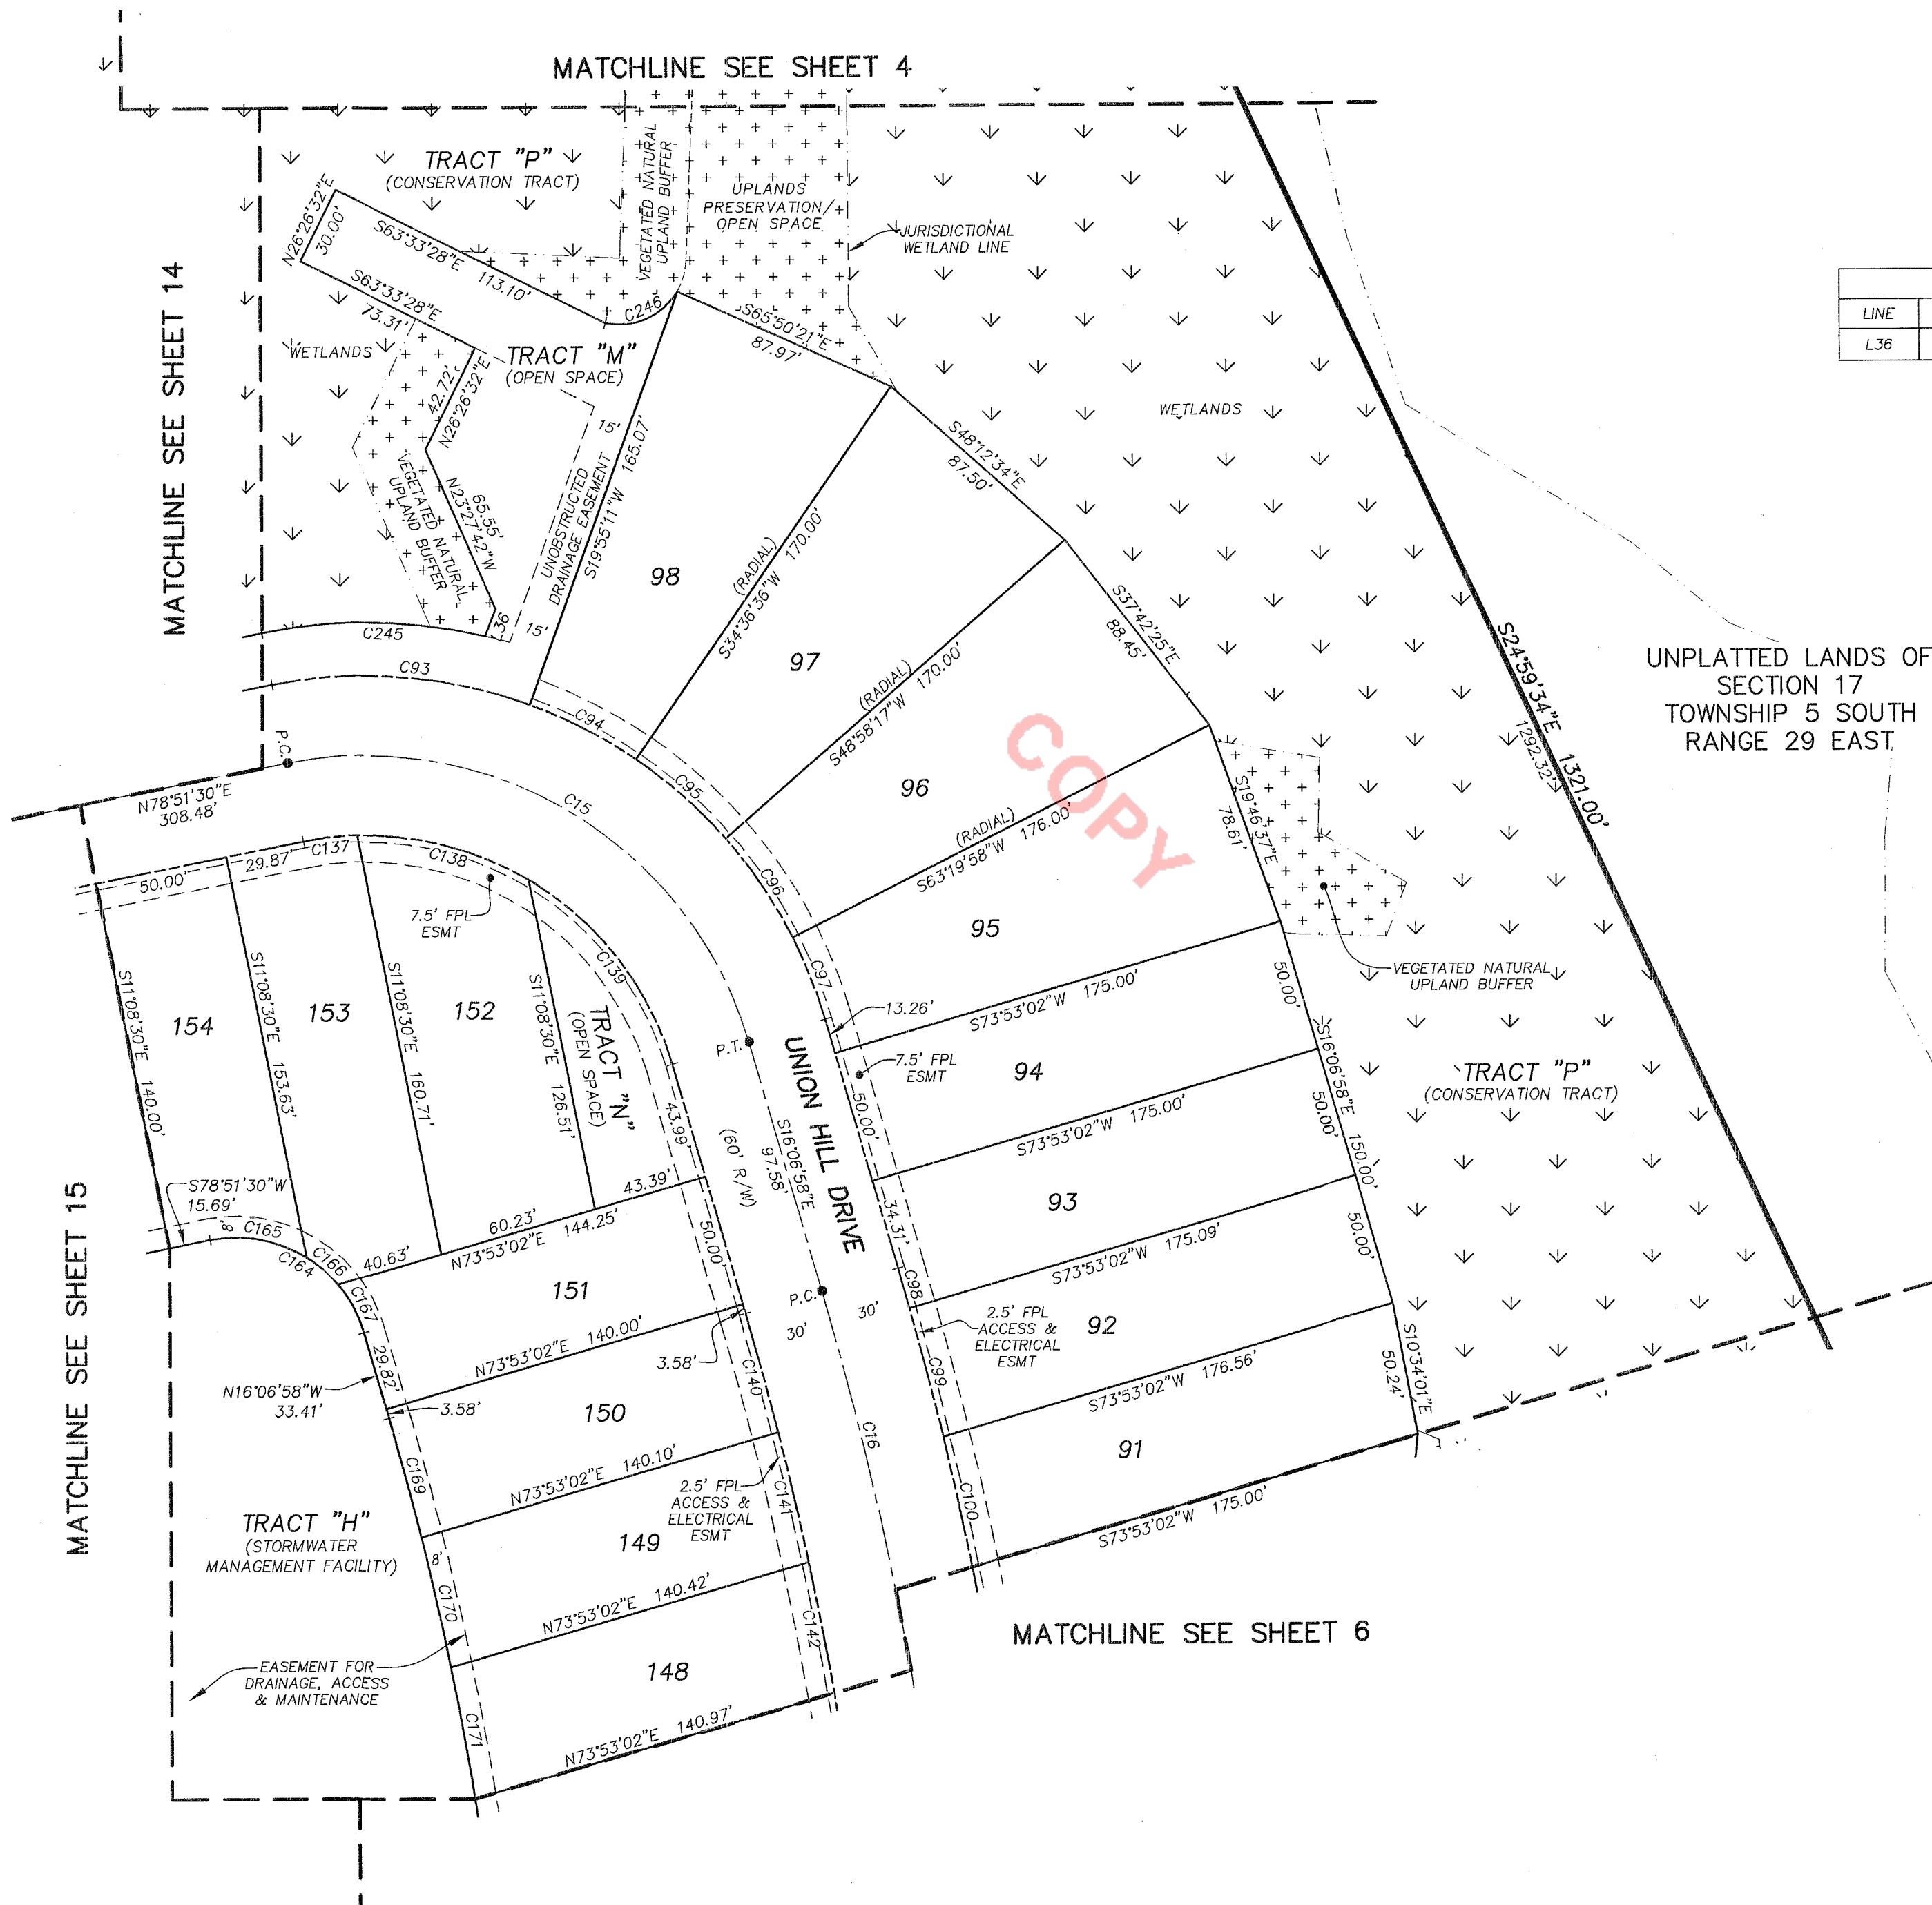 MATCHLINE SEE SHEET 4
TRACT "P"
(CONSERVATION TRACT)
VEGETATED NATURAL
UPLAND BUFFER
UPLANDS
PRESERVATION/
OPEN SPACE
JURISDICTIONAL
WETLAND LINE
N26°26'32"E
30.00'
S63°33'28"E 113.10'
S63°33'28"E
73.31'
C246
S65°50'21"E
87.97'
MATCHLINE SEE SHEET 14
WETLANDS
TRACT "M"
(OPEN SPACE)
42.72'
N26°26'32"E
15'
VEGETATED NATURAL
UPLAND BUFFER
65.55'
N23°27'42"W
UNOBSTRUCTED
DRAINAGE EASEMENT
S19°55'11"W 165.07'
15'
C245
C93
98
(RADIAL)
S34°36'36"W 170.00'
97
S48°12'34"E
87.50'
WETLANDS
LINE
L36
(RADIAL)
S48°58'17"W 170.00'
96
S37°42'25"E
88.45'
(RADIAL)
S63°19'58"W 176.00'
COPY
S24°59'34"E 1321.00'
1292.32'
UNPLATTED LANDS OF
SECTION 17
TOWNSHIP 5 SOUTH
RANGE 29 EAST
P.C.
N78°51'30"E
308.48'
C15
C94
C95
C96
C97
95
S19°46'37"E
78.61'
50.00'
29.87'
C137
C138
7.5' FPL
ESMT
C139
S11°08'30"E 140.00'
154
S11°08'30"E 153.63'
153
S11°08'30"E 160.71'
152
S11°08'30"E 126.51'
TRACT "N"
(OPEN SPACE)
43.99'
P.T.
UNION HILL DRIVE
(60' R/W)
S16°06'58"E
97.58'
13.26'
S73°53'02"W 175.00'
7.5' FPL
ESMT
94
50.00'
50.00'
S16°06'58"E 150.00'
50.00'
VEGETATED NATURAL
UPLAND BUFFER
TRACT "P"
(CONSERVATION TRACT)
S73°53'02"W 175.00'
93
34.31'
50.00'
S73°53'02"W 175.09'
C98
2.5' FPL
ACCESS &
ELECTRICAL
ESMT
92
S73°53'02"W 176.56'
C99
S10°34'01"E
50.24'
91
C100
S73°53'02"W 175.00'
MATCHLINE SEE SHEET 15
S78°51'30"W
15.69'
8'
C165
C164
C166
C167
40.63'
60.23'
43.39'
N73°53'02"E 144.25'
50.00'
151
P.C.
30'
30'
N73°53'02"E 140.00'
3.58'
29.82'
N16°06'58"W
33.41'
3.58'
C140
150
C16
C169
N73°53'02"E 140.10'
2.5' FPL
ACCESS &
ELECTRICAL
ESMT
C141
TRACT "H"
(STORMWATER
MANAGEMENT FACILITY)
8'
149
C170
N73°53'02"E 140.42'
C142
EASEMENT FOR
DRAINAGE, ACCESS
& MAINTENANCE
148
C171
N73°53'02"E 140.97'
MATCHLINE SEE SHEET 6